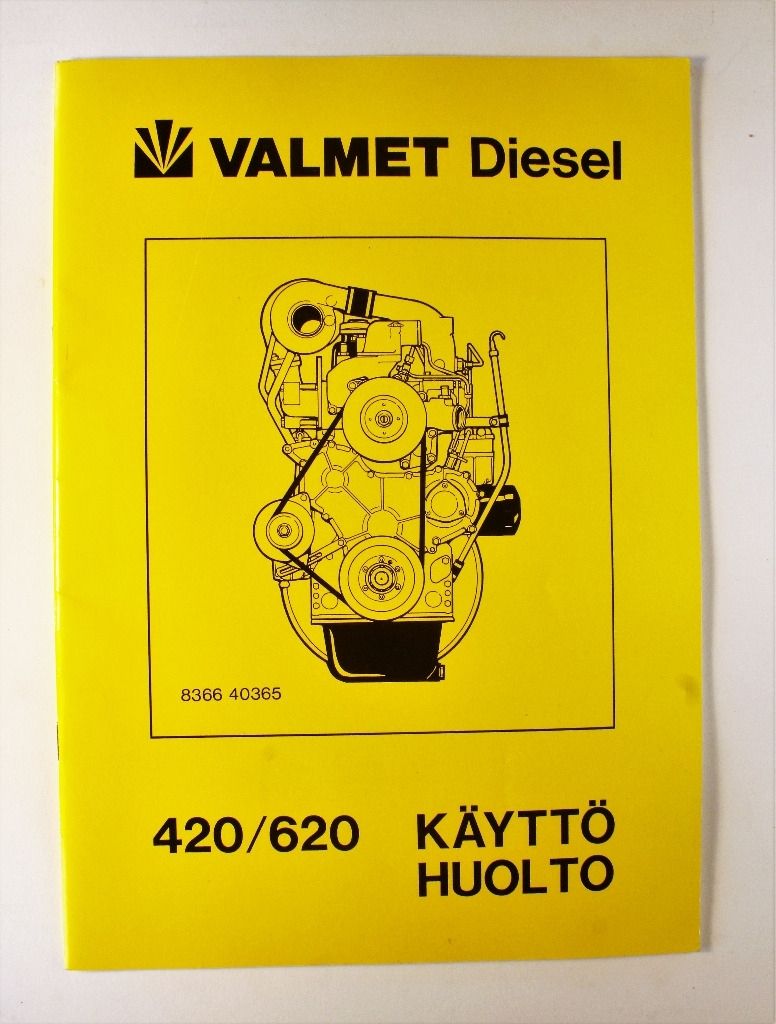 VALMET Diesel
8366 40365
420/620 KÄYTTÖ
HUOLTO